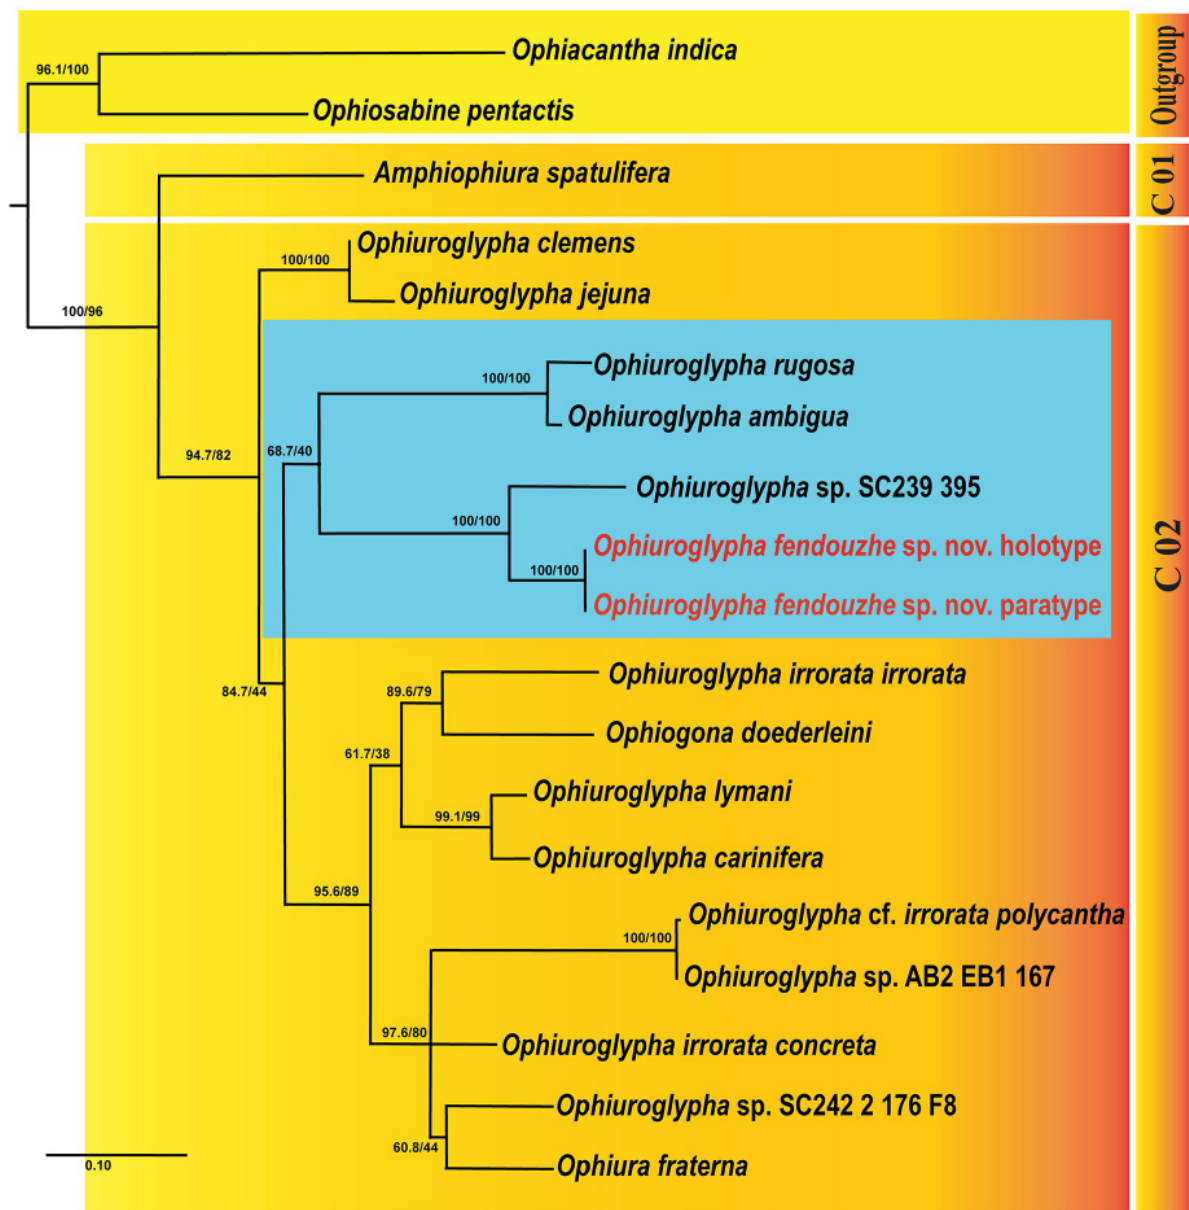 Ophiacantha indica
96.1/100
Ophiosabine pentactis
Outgroup
Amphiophiura spatulifera
C 01
Ophiuroglypha clemens
100/100
Ophiuroglypha jejuna
100/96
Ophiuroglypha rugosa
100/100
Ophiuroglypha ambigua
94.7/82
68.7/40
Ophiuroglypha sp. SC239 395
100/100
Ophiuroglypha fendouzhe sp. nov. holotype
100/100
Ophiuroglypha fendouzhe sp. nov. paratype
C 02
84.7/44
Ophiuroglypha irrorata irrorata
89.6/79
Ophiogona doederleini
61.7/38
Ophiuroglypha lymani
99.1/99
Ophiuroglypha carinifera
95.6/89
Ophiuroglypha cf. irrorata polycantha
100/100
Ophiuroglypha sp. AB2 EB1 167
97.6/80
Ophiuroglypha irrorata concreta
Ophiuroglypha sp. SC242 2 176 F8
60.8/44
Ophiura fraterna
0.10